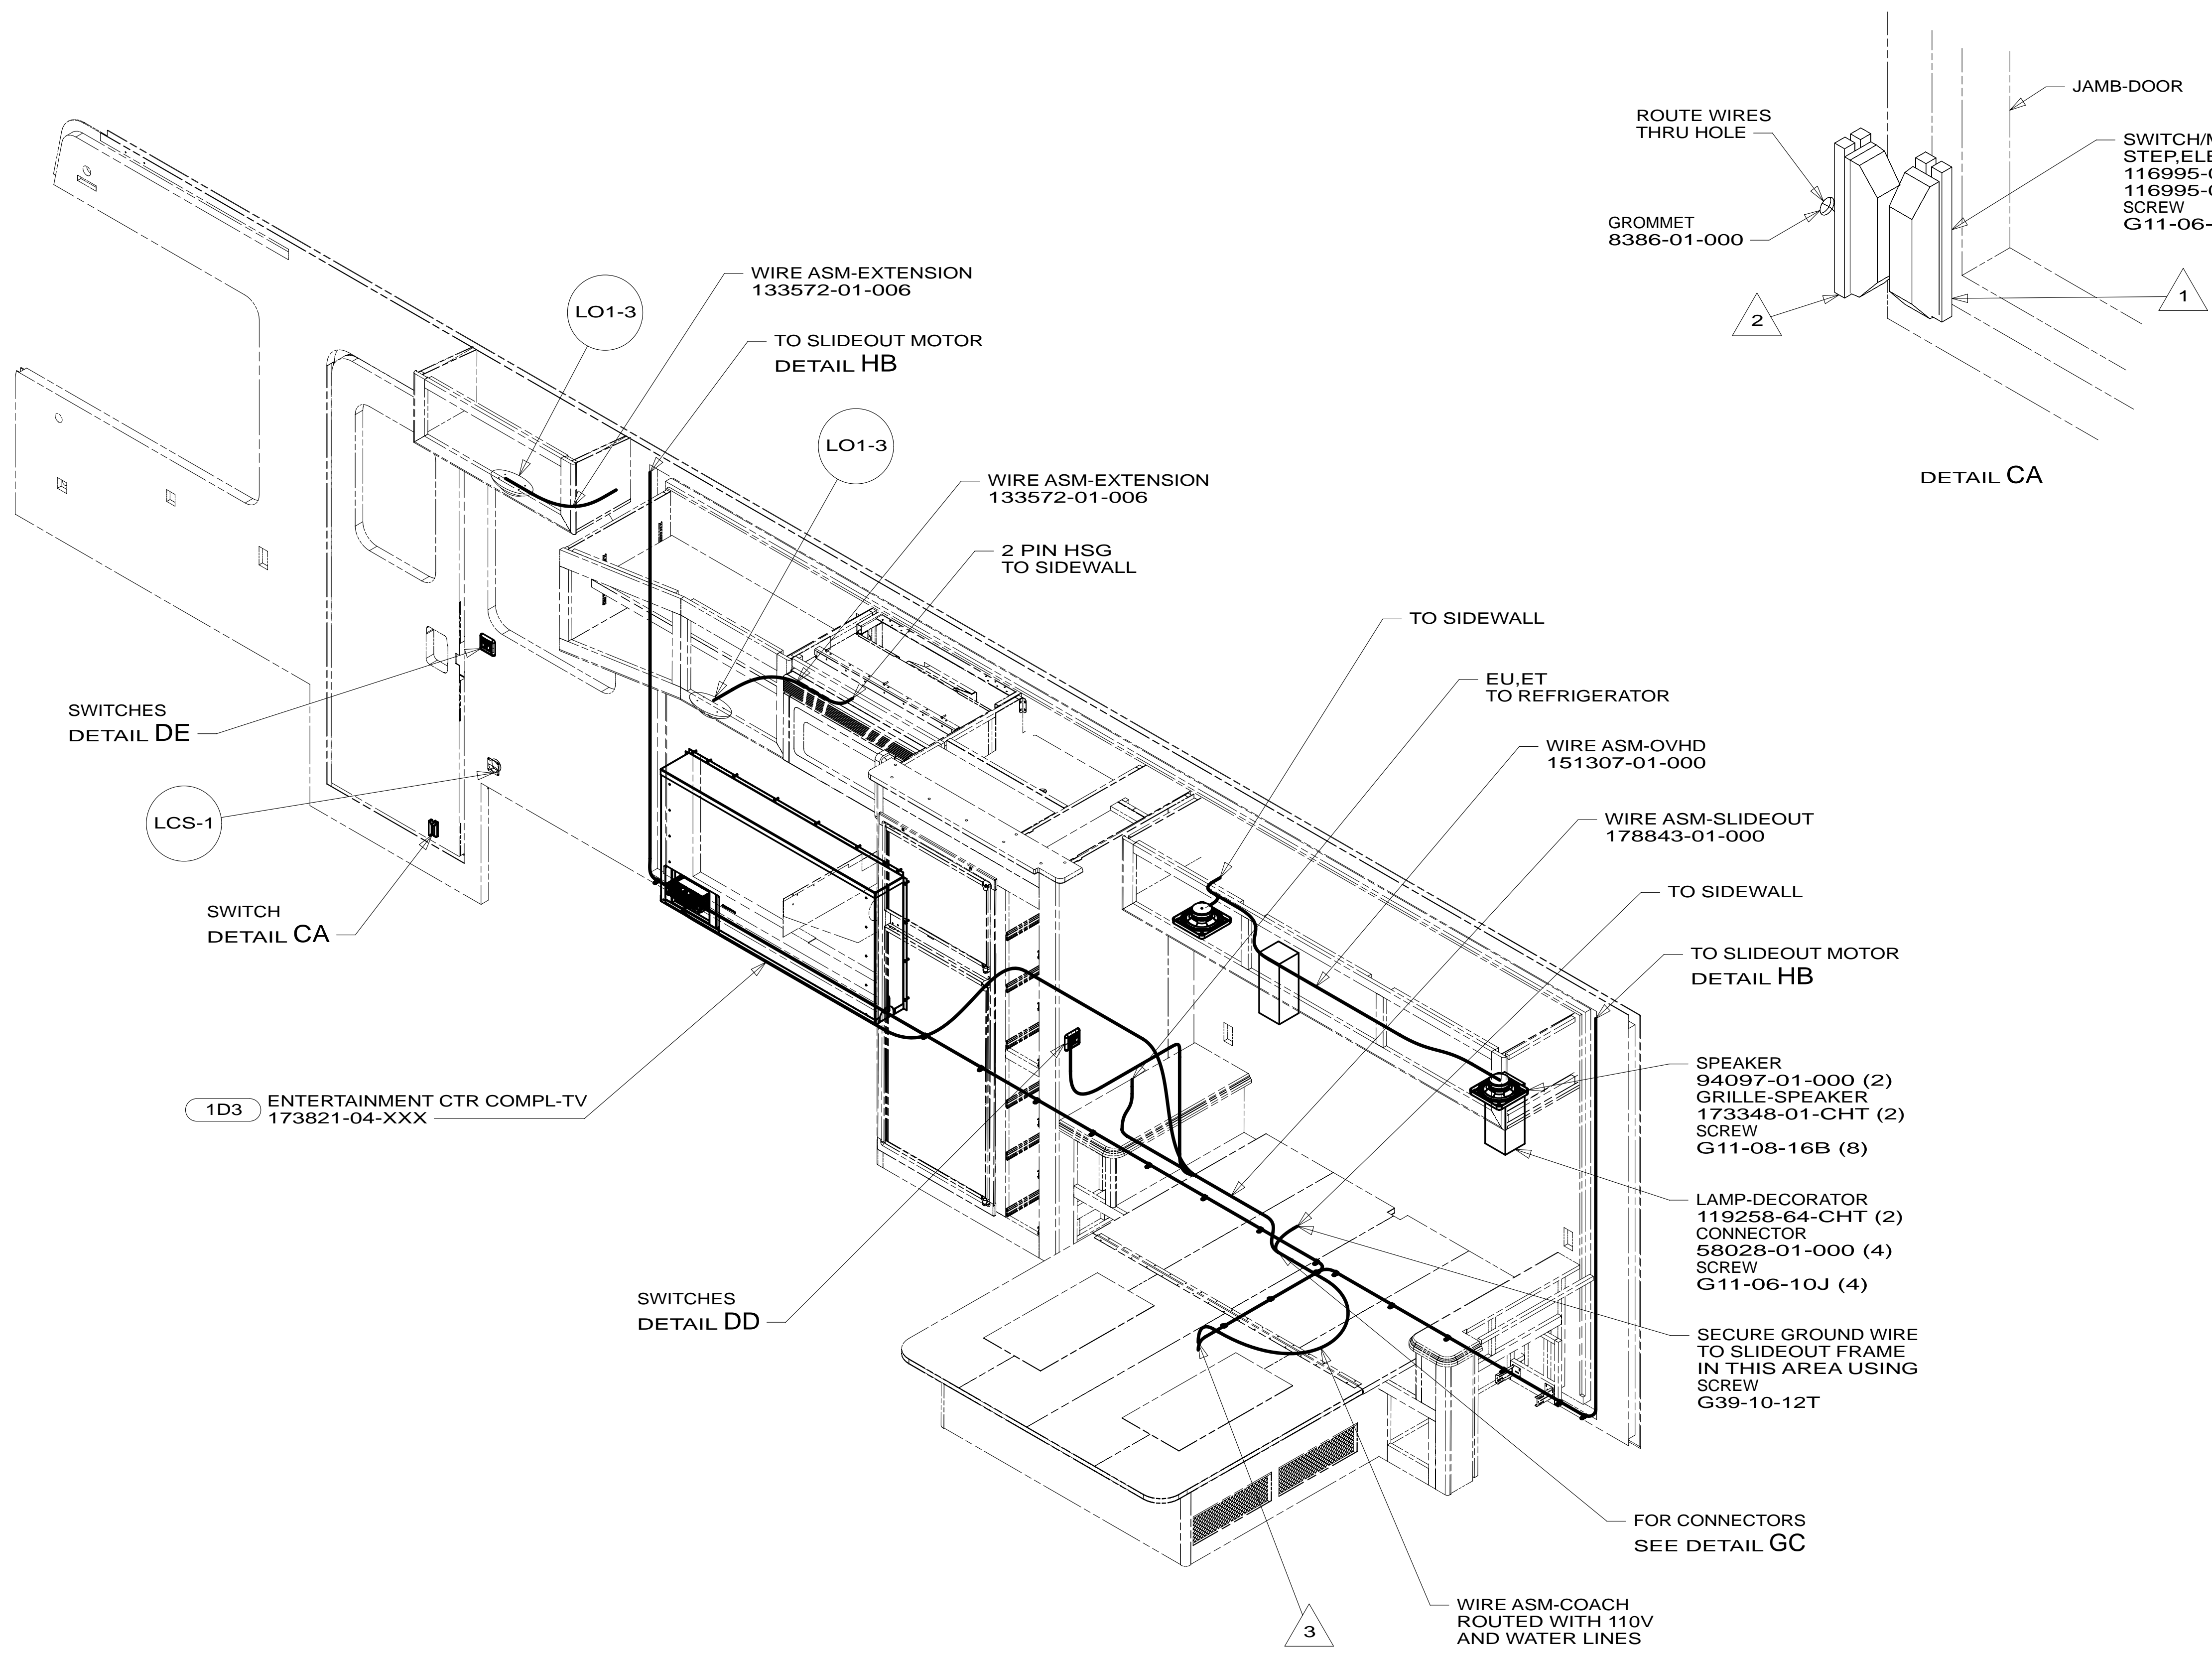 JAMB-DOOR
ROUTE WIRES
THRU HOLE
STEP,
SCREW
GROMMET
8386-01-000
1
2
DETAIL CA
WIRE ASM-EXTENSION
133572-01-006
LO1-3
TO SLIDEOUT MOTOR
DETAIL HB
LO1-3
WIRE ASM-EXTENSION
133572-01-006
2 PIN HSG
TO SIDEWALL
TO SIDEWALL
EU,ET
TO REFRIGERATOR
SWITCHES
DETAIL DE
WIRE ASM-OVHD
151307-01-000
LCS-1
WIRE ASM-SLIDEOUT
178843-01-000
TO SIDEWALL
SWITCH
DETAIL CA
TO SLIDEOUT MOTOR
DETAIL HB
1D3
ENTERTAINMENT CTR COMPL-TV
173821-04-XXX
SPEAKER
94097-01-000 (2)
GRILLE-SPEAKER
173348-01-CHT (2)
SCREW
G11-08-16B (8)
LAMP-DECORATOR
119258-64-CHT (2)
CONNECTOR
58028-01-000 (4)
SCREW
G11-06-10J (4)
SWITCHES
DETAIL DD
SECURE GROUND WIRE
TO SLIDEOUT FRAME
IN THIS AREA USING
SCREW
G39-10-12T
FOR CONNECTORS
SEE DETAIL GC
WIRE ASM-COACH
ROUTED WITH 110V
AND WATER LINES
3